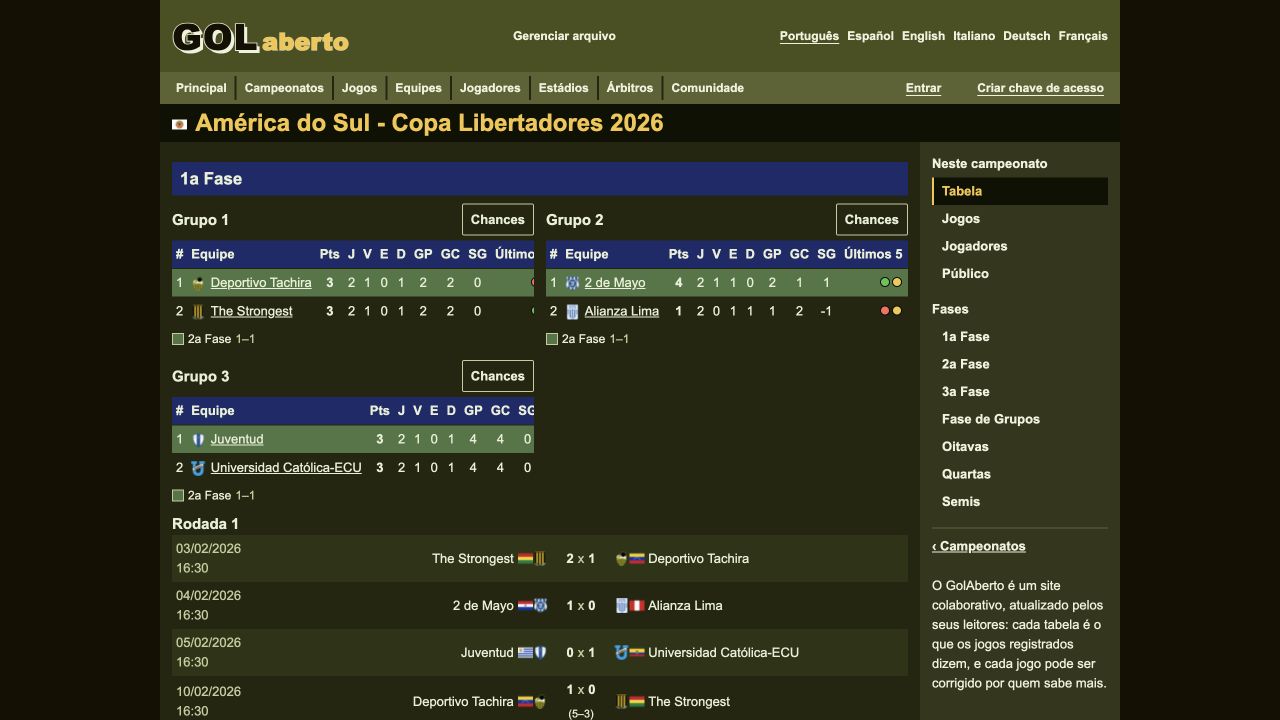 GOL aberto
Gerenciar arquivo
Português Español English Italiano Deutsch Français
Principal Campeonatos Jogos Equipes Jogadores Estádios Árbitros Comunidade
Entrar Criar chave de acesso
América do Sul - Copa Libertadores 2026
1a Fase
Grupo 1 Chances
# Equipe Pts J V E D GP GC SG Último
1 Deportivo Tachira 3 2 1 0 1 2 2 0
2 The Strongest 3 2 1 0 1 2 2 0
2a Fase 1–1
Grupo 2 Chances
# Equipe Pts J V E D GP GC SG Últimos 5
1 2 de Mayo 4 2 1 1 0 2 1 1
2 Alianza Lima 1 2 0 1 1 1 2 -1
2a Fase 1–1
Grupo 3 Chances
# Equipe Pts J V E D GP GC SG
1 Juventud 3 2 1 0 1 4 4 0
2 Universidad Católica-ECU 3 2 1 0 1 4 4 0
2a Fase 1–1
Rodada 1
03/02/2026
16:30
The Strongest 2 x 1 Deportivo Tachira
04/02/2026
16:30
2 de Mayo 1 x 0 Alianza Lima
05/02/2026
16:30
Juventud 0 x 1 Universidad Católica-ECU
10/02/2026
16:30
Deportivo Tachira 1 x 0 The Strongest
(5–3)
Neste campeonato
Tabela
Jogos
Jogadores
Público
Fases
1a Fase
2a Fase
3a Fase
Fase de Grupos
Oitavas
Quartas
Semis
‹ Campeonatos
O GolAberto é um site
colaborativo, atualizado pelos
seus leitores: cada tabela é o
que os jogos registrados
dizem, e cada jogo pode ser
corrigido por quem sabe mais.